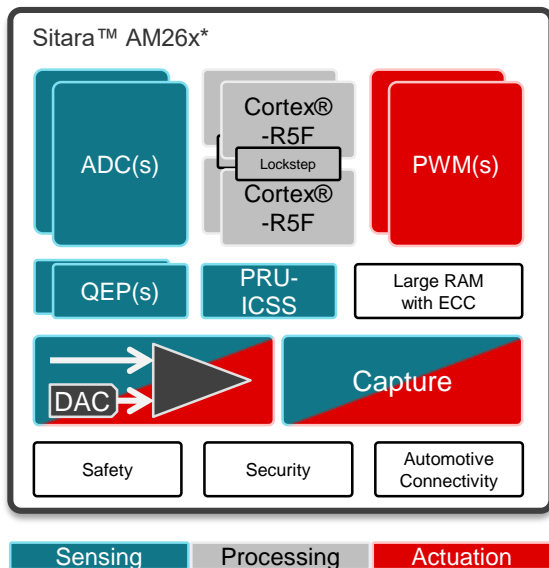 Sitara™ AM26x*
ADC(s)
Cortex®
-R5F
Lockstep
Cortex®
-R5F
PWM(s)
QEP(s)
PRU-
ICSS
Large RAM
with ECC
DAC
Capture
Safety
Security
Automotive
Connectivity
Sensing
Processing
Actuation